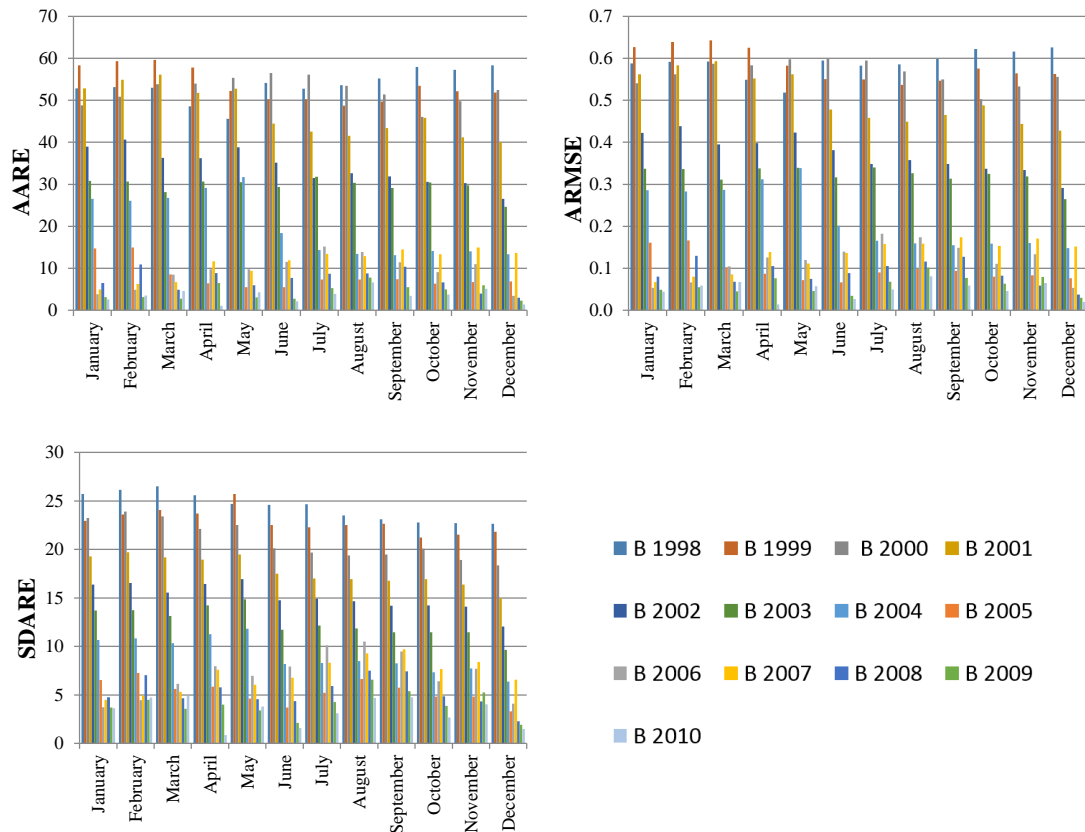 AARE
70
60
50
40
30
20
10
0
January
February
March
April
May
June
July
August
September
October
November
December
ARMSE
0.7
0.6
0.5
0.4
0.3
0.2
0.1
0.0
January
February
March
April
May
June
July
August
September
October
November
December
SDARE
30
25
20
15
10
5
0
January
February
March
April
May
June
July
August
September
October
November
December
B 1998 B 1999 B 2000 B 2001
B 2002 B 2003 B 2004 B 2005
B 2006 B 2007 B 2008 B 2009
B 2010